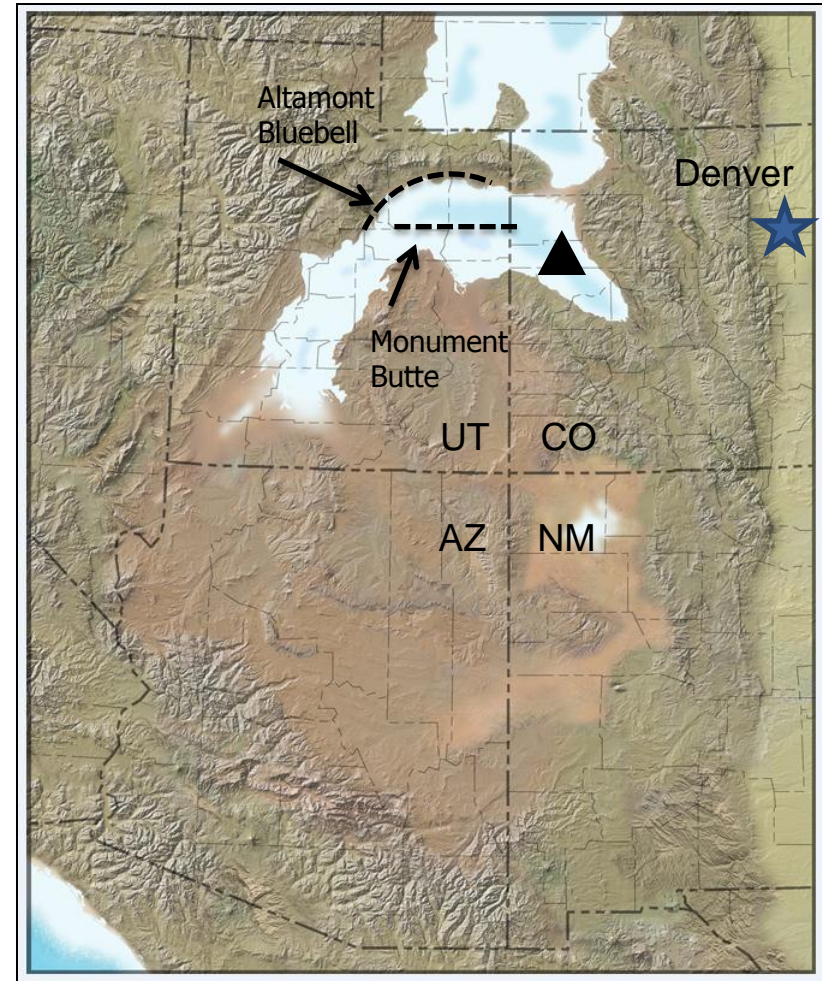 Altamont
Bluebell
Denver
Monument
Butte
UT
CO
AZ
NM